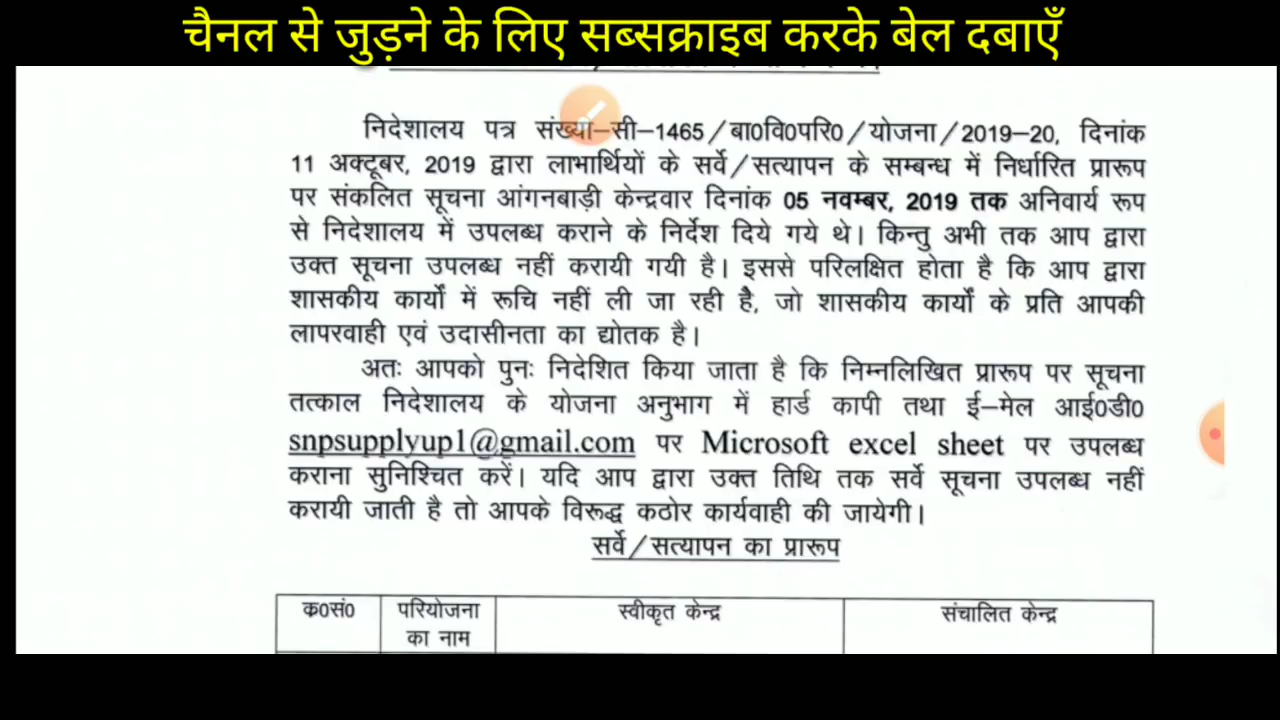 चैनल से जुड़ने के लिए सब्सक्राइब करके बेल दबाएँ
निदेशालय पत्र संख्या–सी–1465/बा0वि0परि0/योजना/2019–20, दिनांक
11 अक्टूबर, 2019 द्वारा लाभार्थियों के सर्वे/सत्यापन के सम्बन्ध में निर्धारित प्रारूप
पर संकलित सूचना आंगनबाड़ी केन्द्रवार दिनांक 05 नवम्बर, 2019 तक अनिवार्य रूप
से निदेशालय में उपलब्ध कराने के निर्देश दिये गये थे। किन्तु अभी तक आप द्वारा
उक्त सूचना उपलब्ध नहीं करायी गयी है। इससे परिलक्षित होता है कि आप द्वारा
शासकीय कार्यों में रूचि नहीं ली जा रही है, जो शासकीय कार्यों के प्रति आपकी
लापरवाही एवं उदासीनता का द्योतक है।
अतः आपको पुनः निदेशित किया जाता है कि निम्नलिखित प्रारूप पर सूचना
तत्काल निदेशालय के योजना अनुभाग में हार्ड कापी तथा ई–मेल आई0डी0
snpsupplyup1@gmail.com पर Microsoft excel sheet पर उपलब्ध
कराना सुनिश्चित करें। यदि आप द्वारा उक्त तिथि तक सर्वे सूचना उपलब्ध नहीं
करायी जाती है तो आपके विरूद्ध कठोर कार्यवाही की जायेगी।
सर्वे/सत्यापन का प्रारूप
क0सं0 परियोजना स्वीकृत केन्द्र संचालित केन्द्र
का नाम